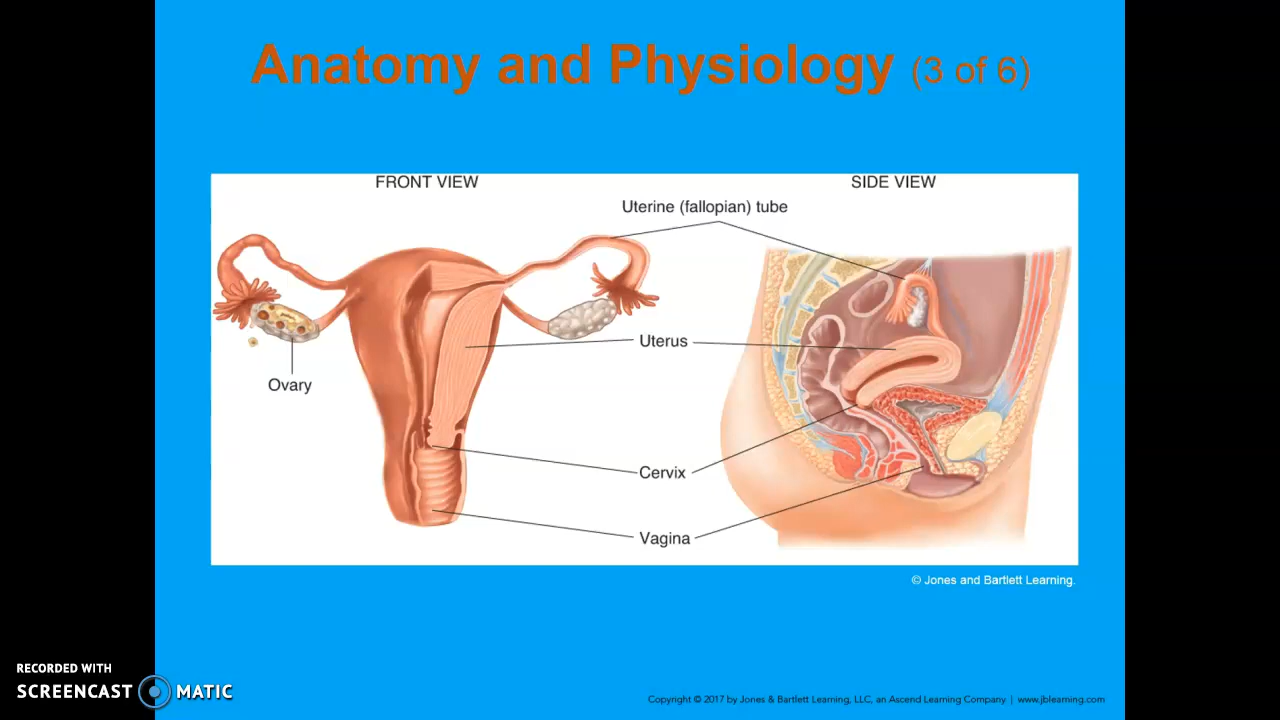 Anatomy and Physiology (3 of 6)
FRONT VIEW
SIDE VIEW
Uterine (fallopian) tube
Uterus
Ovary
Cervix
Vagina
© Jones and Bartlett Learning.
RECORDED WITH
SCREENCAST MATIC
Copyright © 2017 by Jones & Bartlett Learning, LLC, an Ascend Learning Company | www.jblearning.com